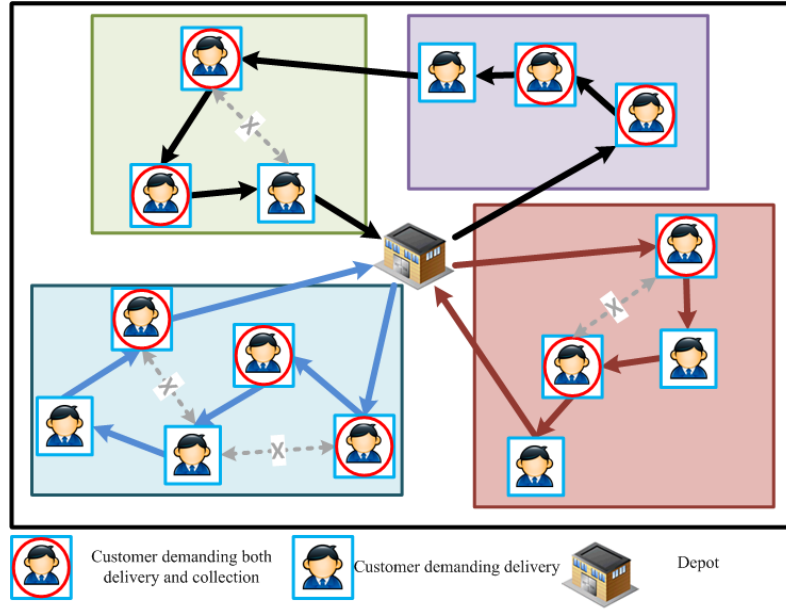 X
X
X
X
Customer demanding both
delivery and collection
Customer demanding delivery
Depot